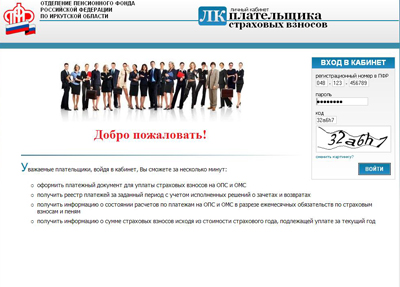 ОТДЕЛЕНИЕ ПЕНСИОННОГО ФОНДА
РОССИЙСКОЙ ФЕДЕРАЦИИ
ПО ИРКУТСКОЙ ОБЛАСТИ
ЛК
личный кабинет
плательщика
страховых взносов
ВХОД В КАБИНЕТ
регистрационный номер в ПФР
048 - 123 - 456789
пароль
код
32a6h7
32a6h7
сменить картинку?
ВОЙТИ
Добро пожаловать!
Уважаемые плательщики, войдя в кабинет, Вы сможете за несколько минут:
оформить платежный документ для уплаты страховых взносов на ОПС и ОМС
получить реестр платежей за заданный период с учетом исполненных решений о зачетах и возвратах
получить информацию о состоянии расчетов по платежам на ОПС и ОМС в разрезе ежемесячных обязательств по страховым
взносам и пеням
получить информацию о сумме страховых взносов исходя из стоимости страхового года, подлежащей уплате за текущий год